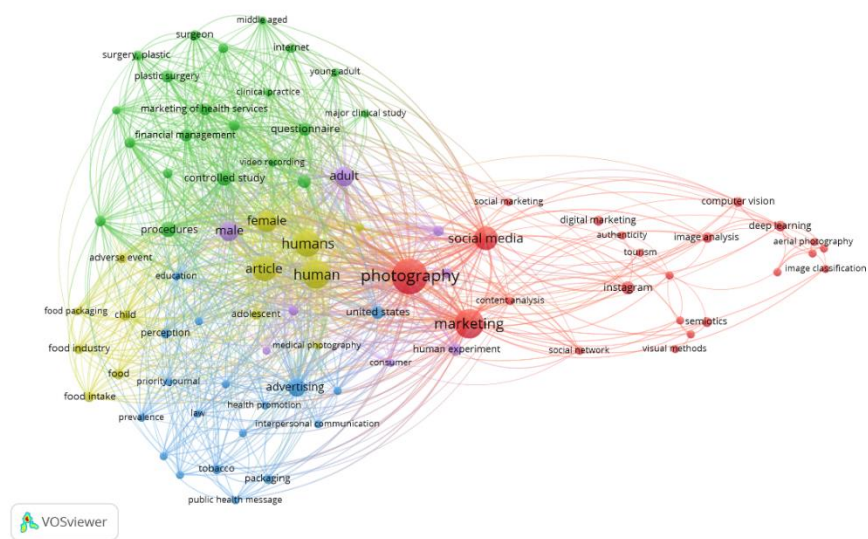 middle aged
surgeon
internet
surgery, plastic
young adult
plastic surgery
clinical practice
marketing of health services
major clinical study
financial management
questionnaire
video recording
controlled study
adult
social marketing
computer vision
female
digital marketing
deep learning
male
procedures
humans
social media
authenticity
image analysis
aerial photography
adverse event
tourism
article
human
photography
image classification
education
instagram
content analysis
food packaging
child
adolescent
united states
marketing
semiotics
perception
food industry
medical photography
human experiment
social network
visual methods
consumer
food
priority journal
advertising
food intake
health promotion
prevalence
law
interpersonal communication
tobacco
packaging
public health message
VOSviewer